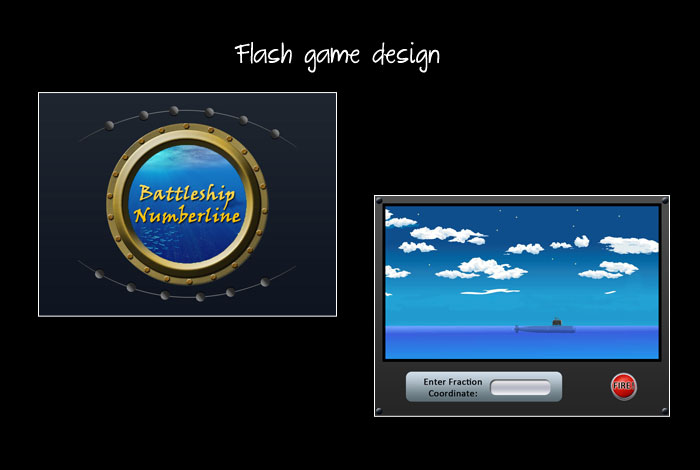 Flash game design
Battleship
Numberline
Enter Fraction
Coordinate:
FIRE!